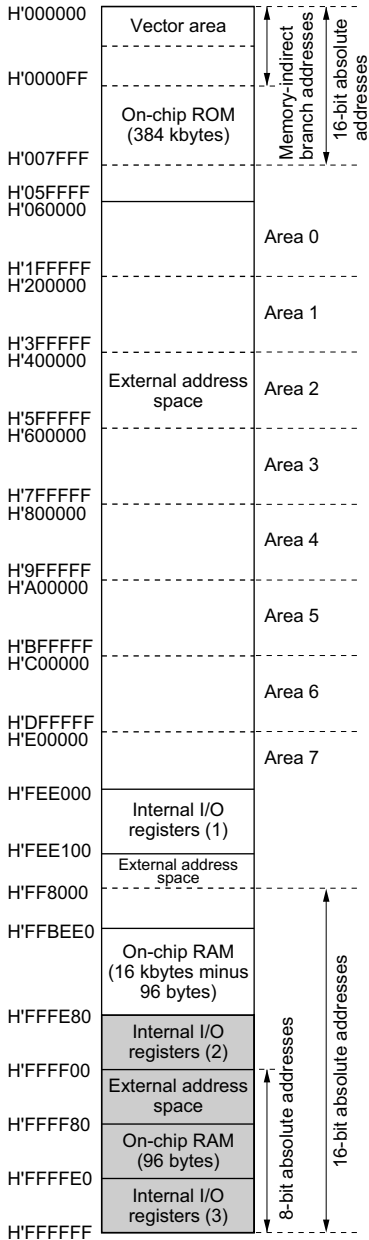 H'000000
Vector area
H'0000FF
On-chip ROM
(384 kbytes)
H'007FFF
H'05FFFF
H'060000
H'1FFFFF
H'200000
H'3FFFFF
H'400000
External address
space
H'5FFFFF
H'600000
H'7FFFFF
H'800000
H'9FFFFF
H'A00000
H'BFFFFF
H'C00000
H'DFFFFF
H'E00000
H'FEE000
Internal I/O
registers (1)
H'FEE100
External address
space
H'FF8000
H'FFBEE0
On-chip RAM
(16 kbytes minus
96 bytes)
H'FFFE80
Internal I/O
registers (2)
H'FFFF00
External address
space
H'FFFF80
On-chip RAM
(96 bytes)
H'FFFFE0
Internal I/O
registers (3)
H'FFFFFF
Memory-indirect
branch addresses
16-bit absolute
addresses
Area 0
Area 1
Area 2
Area 3
Area 4
Area 5
Area 6
Area 7
8-bit absolute addresses
16-bit absolute addresses